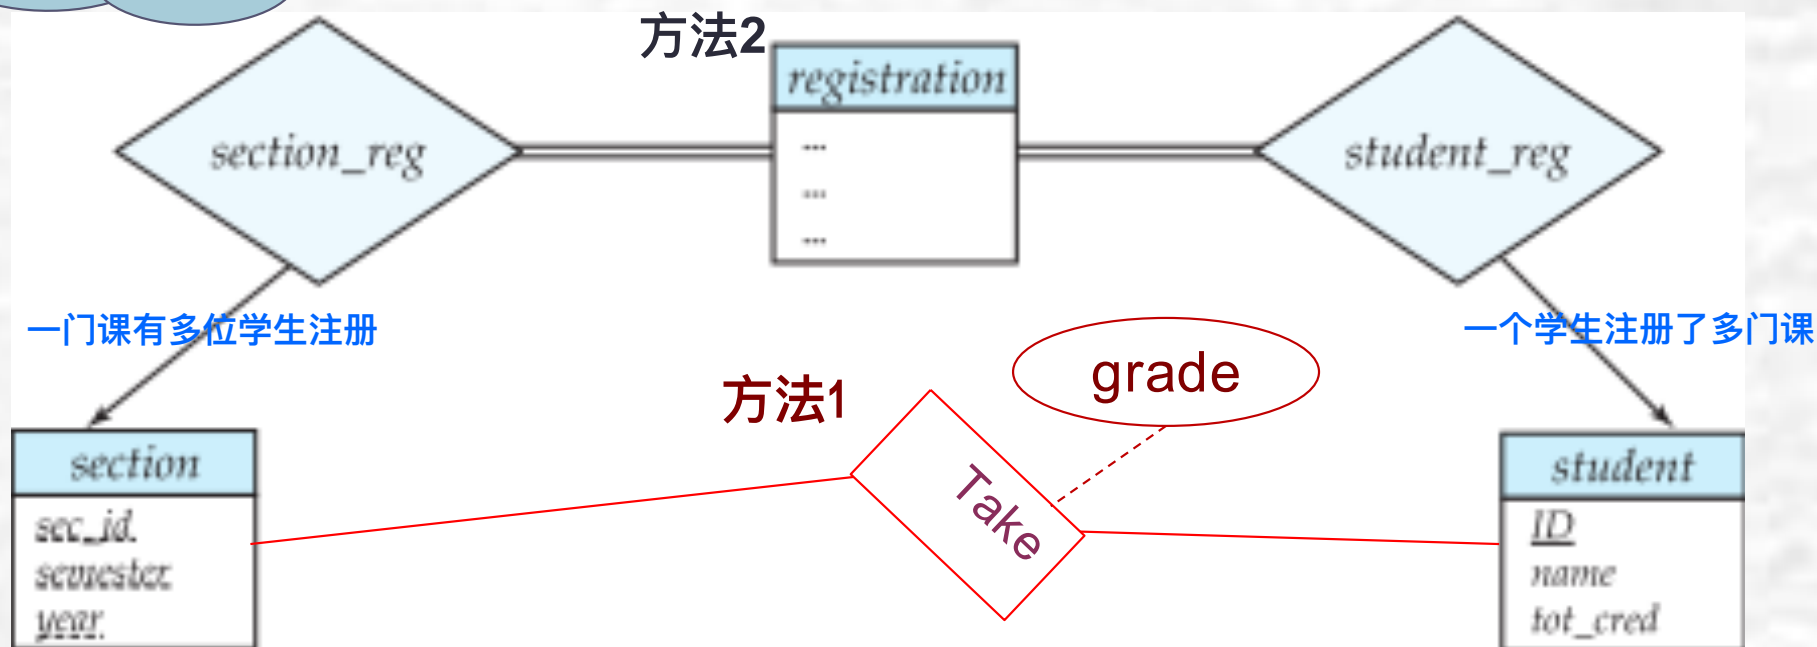 方法2
registration
...
...
...
section_reg
student_reg
一门课有多位学生注册
一个学生注册了多门课
方法1
grade
Take
section
sec_id
semester
year
student
ID
name
tot_cred